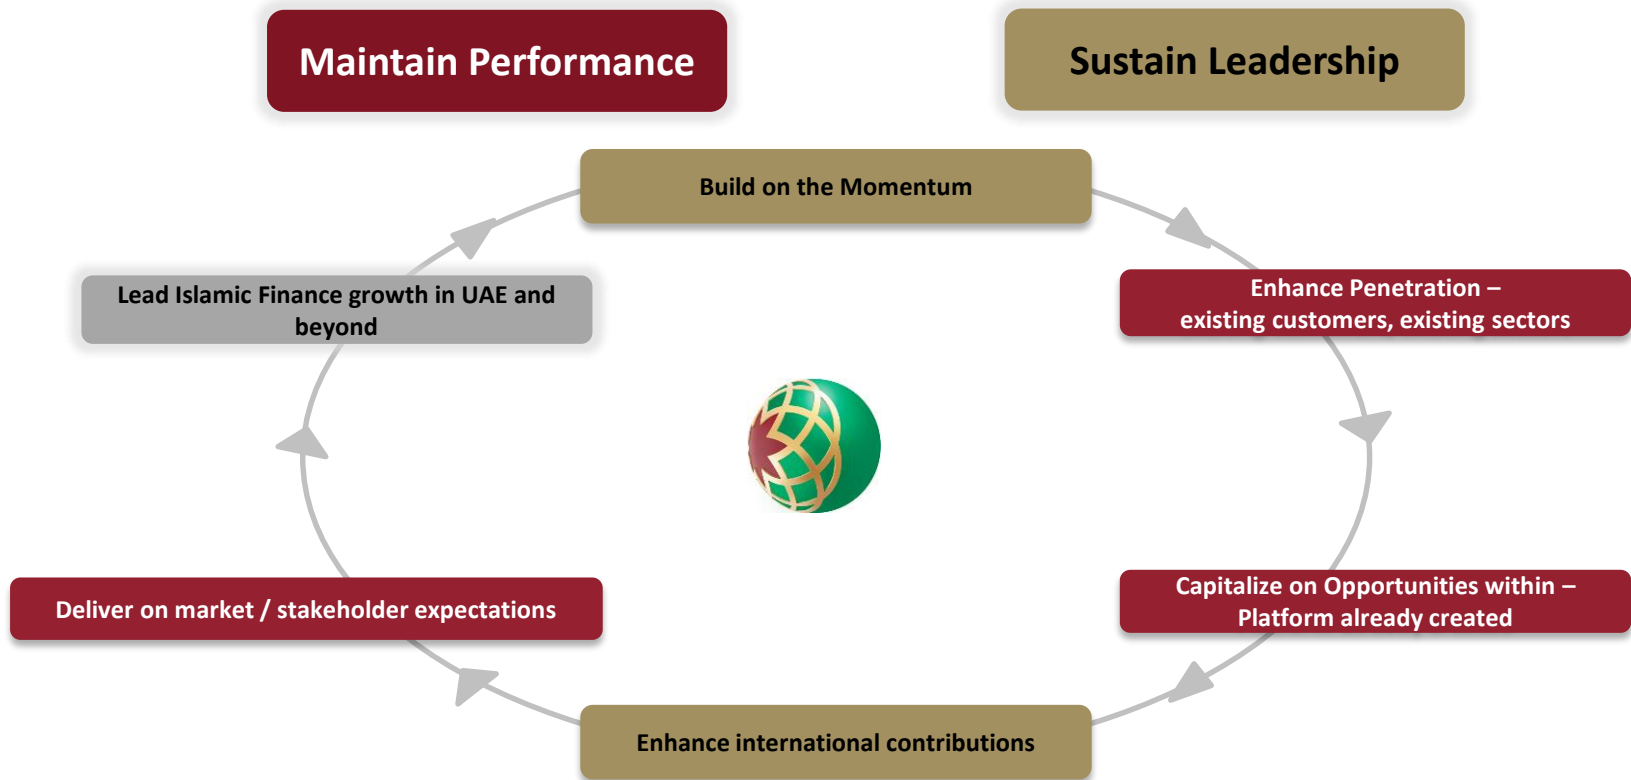 Maintain Performance
Sustain Leadership
Build on the Momentum
Enhance Penetration –
existing customers, existing sectors
Capitalize on Opportunities within –
Platform already created
Enhance international contributions
Deliver on market / stakeholder expectations
Lead Islamic Finance growth in UAE and
beyond